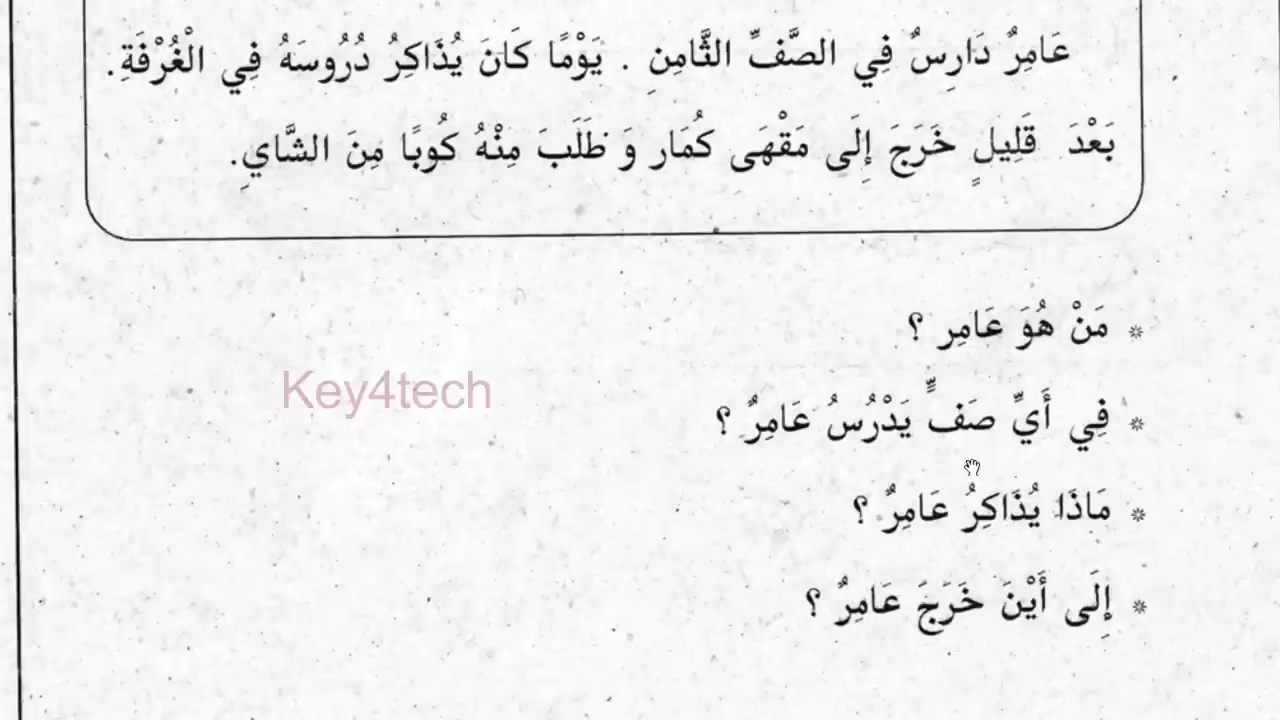 عَامِرٌ دَارِسٌ فِي الصَّفِّ الثَّامِنِ . يَوْمًا كَانَ يُذَاكِرُ دُرُوسَهُ فِي الْغُرْفَةِ.
بَعْدَ قَلِيلٍ خَرَجَ إِلَى مَقْهَى كُمَار وَ طَلَبَ مِنْهُ كُوبًا مِنَ الشَّايِ.
* مَنْ هُوَ عَامِر ؟
Key4tech
* فِي أَيِّ صَفٍّ يَدْرُسُ عَامِرٌ ؟
* مَاذَا يُذَاكِرُ عَامِرٌ ؟
* إِلَى أَيْنَ خَرَجَ عَامِرٌ ؟